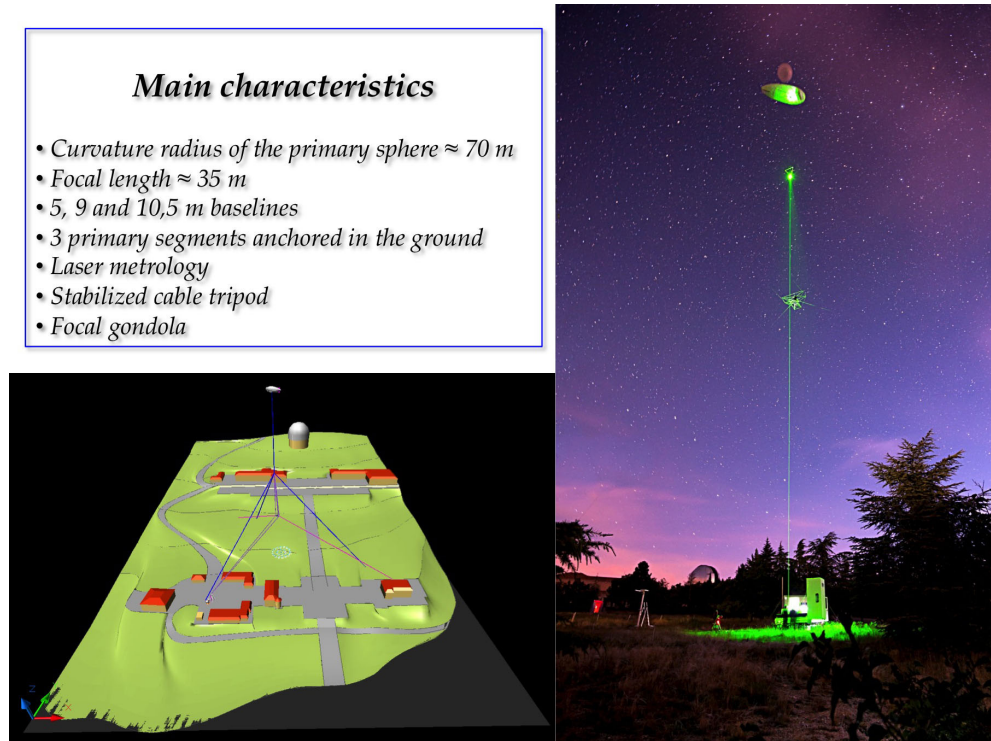 Main characteristics
• Curvature radius of the primary sphere ≈ 70 m
• Focal length ≈ 35 m
• 5, 9 and 10,5 m baselines
• 3 primary segments anchored in the ground
• Laser metrology
• Stabilized cable tripod
• Focal gondola
Z
X